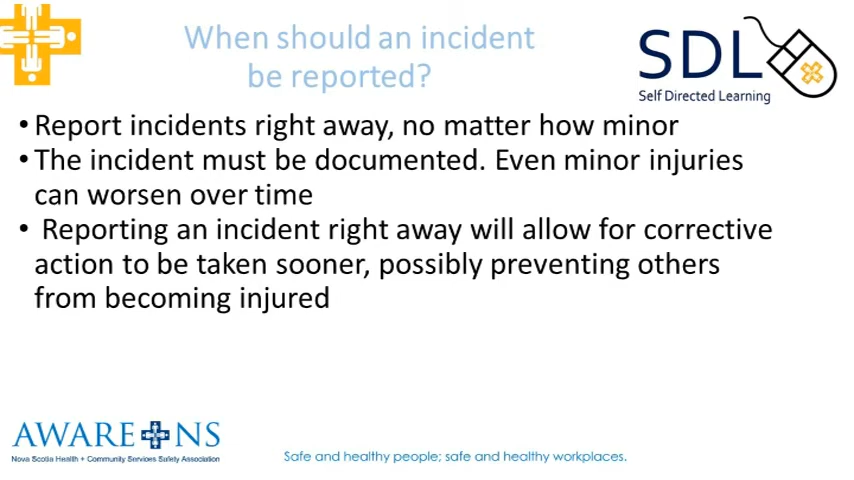 When should an incident
be reported?
SDL
Self Directed Learning
• Report incidents right away, no matter how minor
• The incident must be documented. Even minor injuries
can worsen over time
• Reporting an incident right away will allow for corrective
action to be taken sooner, possibly preventing others
from becoming injured
AWARE NS
Nova Scotia Health + Community Services Safety Association
Safe and healthy people; safe and healthy workplaces.